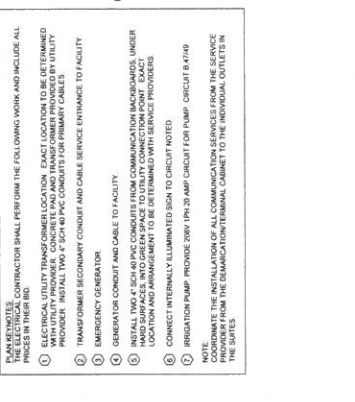 PLAN KEYNOTES:
THE ELECTRICAL CONTRACTOR SHALL PERFORM THE FOLLOWING WORK AND INCLUDE ALL
PRICES IN THEIR BID.
1 ELECTRICAL UTILITY TRANSFORMER LOCATION. EXACT LOCATION TO BE DETERMINED
WITH UTILITY PROVIDER. CONCRETE PAD AND TRANSFORMER PROVIDED BY UTILITY
PROVIDER. INSTALL TWO 4" SCH 40 PVC CONDUITS FOR PRIMARY CABLES.
2 TRANSFORMER SECONDARY CONDUIT AND CABLE SERVICE ENTRANCE TO FACILITY.
3 EMERGENCY GENERATOR.
4 GENERATOR CONDUIT AND CABLE TO FACILITY.
5 INSTALL TWO 4" SCH 40 PVC CONDUITS FROM COMMUNICATION BACKBOARDS, UNDER
HARD SURFACES, INTO GREEN SPACE TO UTILITY CONNECTION POINT. EXACT
LOCATION AND ARRANGEMENT TO BE DETERMINED WITH SERVICE PROVIDERS.
6 CONNECT INTERNALLY ILLUMINATED SIGN TO CIRCUIT NOTED.
7 IRRIGATION PUMP. PROVIDE 208V 1PH 20 AMP CIRCUIT FOR PUMP. CIRCUIT B,47/49
NOTE:
COORDINATE THE INSTALLATION OF ALL COMMUNICATION SERVICES FROM THE SERVICE
PROVIDER FROM THE DEMARCATION/TERMINAL CABINET TO THE INDIVIDUAL OUTLETS IN
THE SUITES.